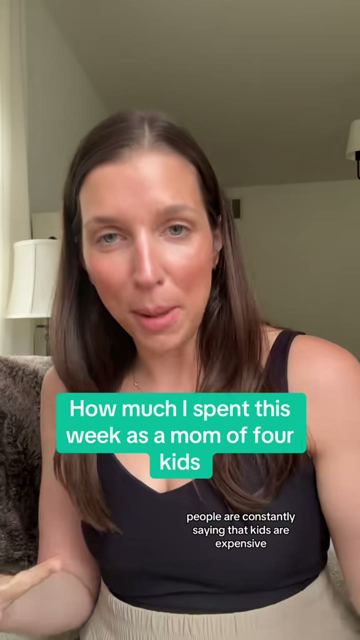 How much I spent this
week as a mom of four
kids
people are constantly
saying that kids are
expensive